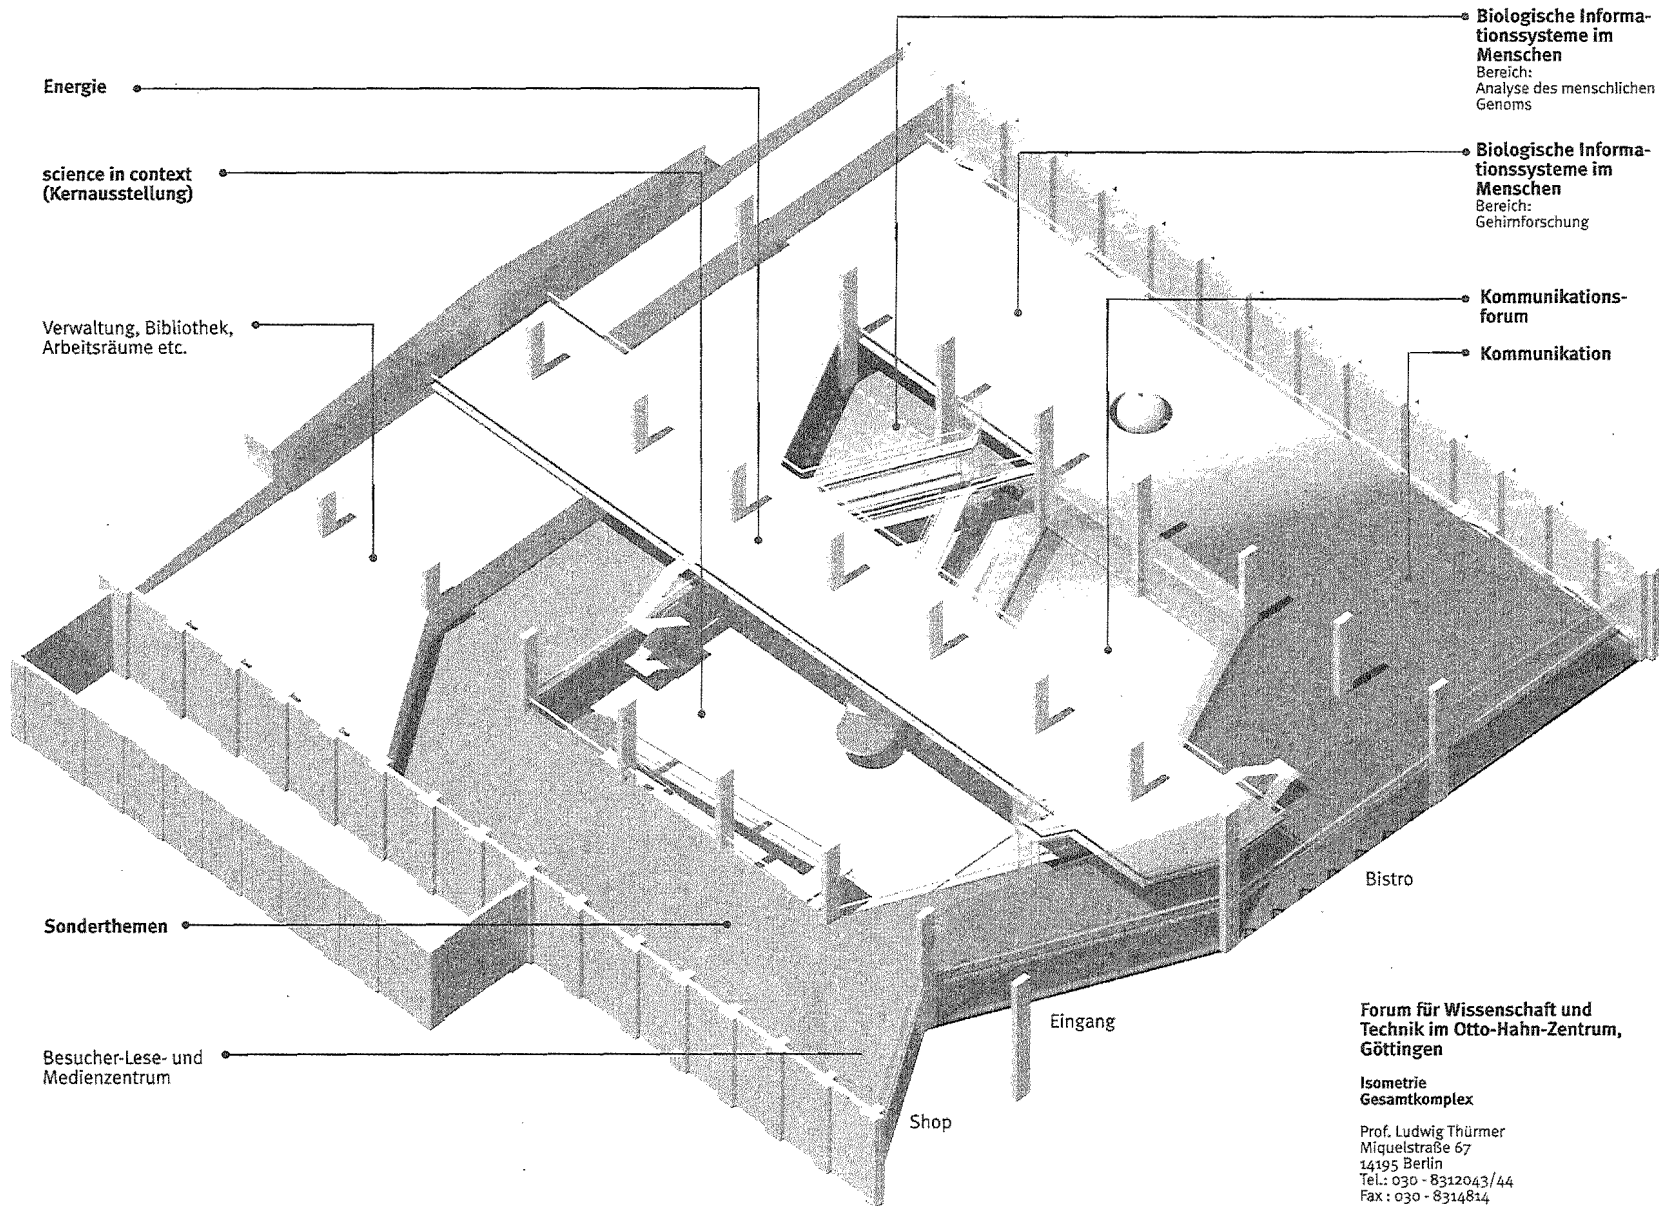 Energie
science in context
(Kernausstellung)
Verwaltung, Bibliothek,
Arbeitsräume etc.
Sonderthemen
Besucher-Lese- und
Medienzentrum
Biologische Informa-
tionssysteme im
Menschen
Bereich:
Analyse des menschlichen
Genoms
Biologische Informa-
tionssysteme im
Menschen
Bereich:
Gehirnforschung
Kommunikations-
forum
Kommunikation
Bistro
Eingang
Shop
Forum für Wissenschaft und
Technik im Otto-Hahn-Zentrum,
Göttingen
Isometrie
Gesamtkomplex
Prof. Ludwig Thürmer
Miquelstraße 67
14195 Berlin
Tel.: 030 - 8312043/44
Fax : 030 - 8314814